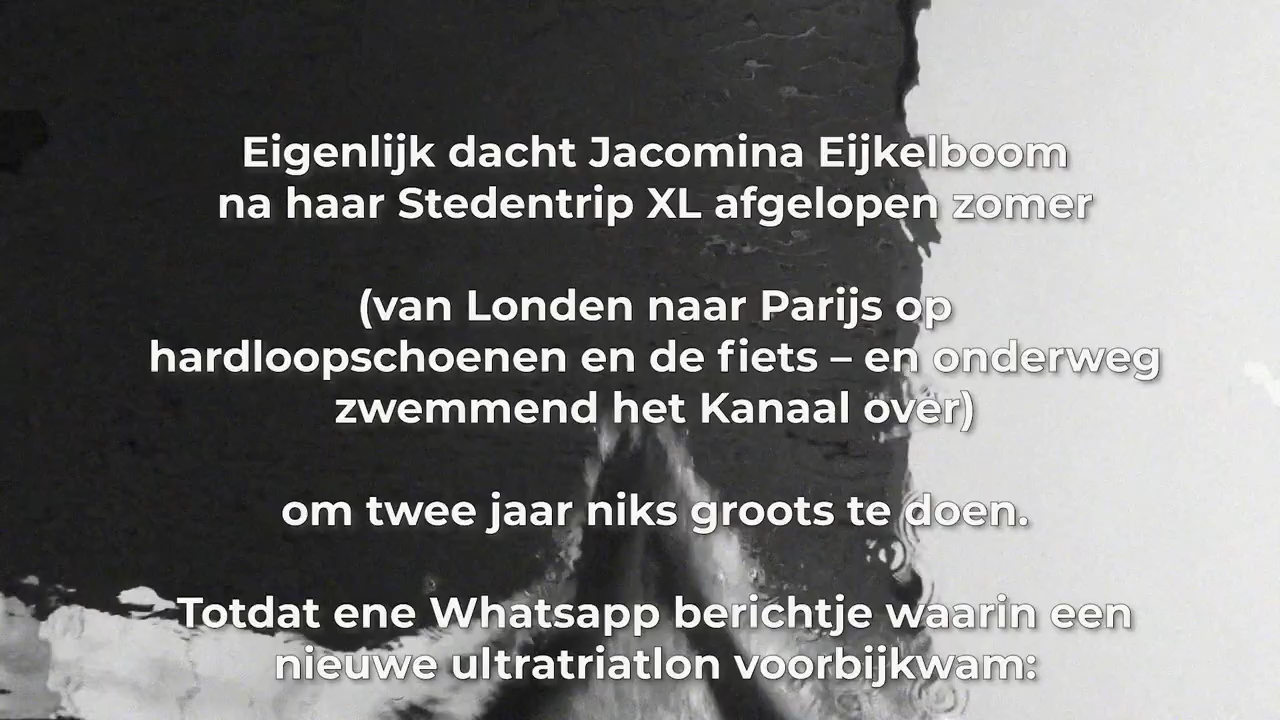 Eigenlijk dacht Jacomina Eijkelboom
na haar Stedentrip XL afgelopen zomer
(van Londen naar Parijs op
hardloopschoenen en de fiets – en onderweg
zwemmend het Kanaal over)
om twee jaar niks groots te doen.
Totdat ene Whatsapp berichtje waarin een
nieuwe ultratriatlon voorbijkwam: